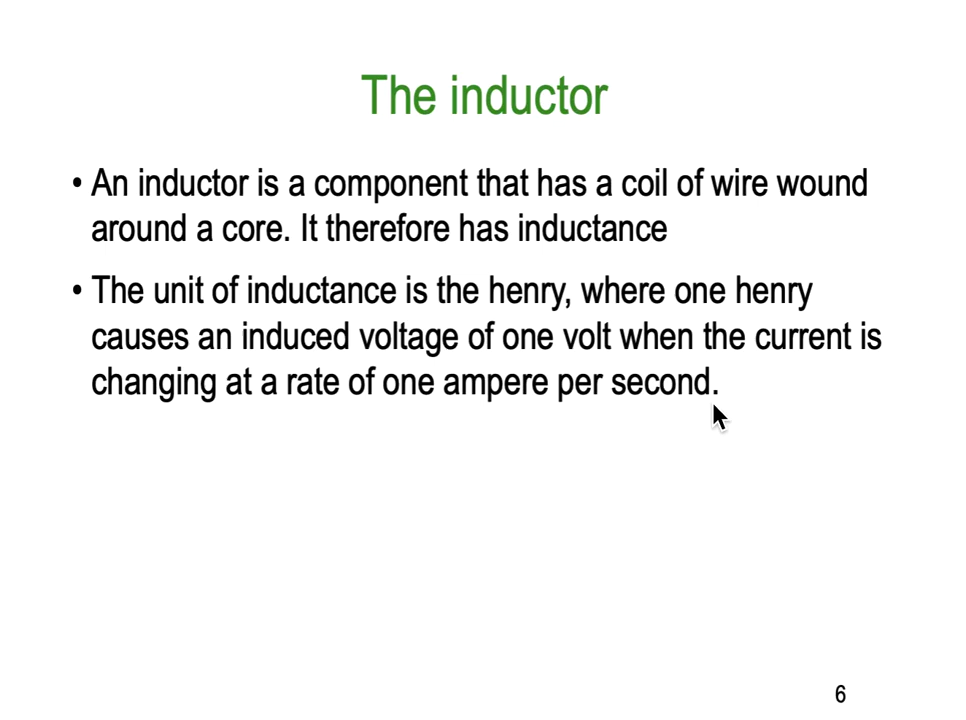 The inductor
• An inductor is a component that has a coil of wire wound
around a core. It therefore has inductance
• The unit of inductance is the henry, where one henry
causes an induced voltage of one volt when the current is
changing at a rate of one ampere per second.
6